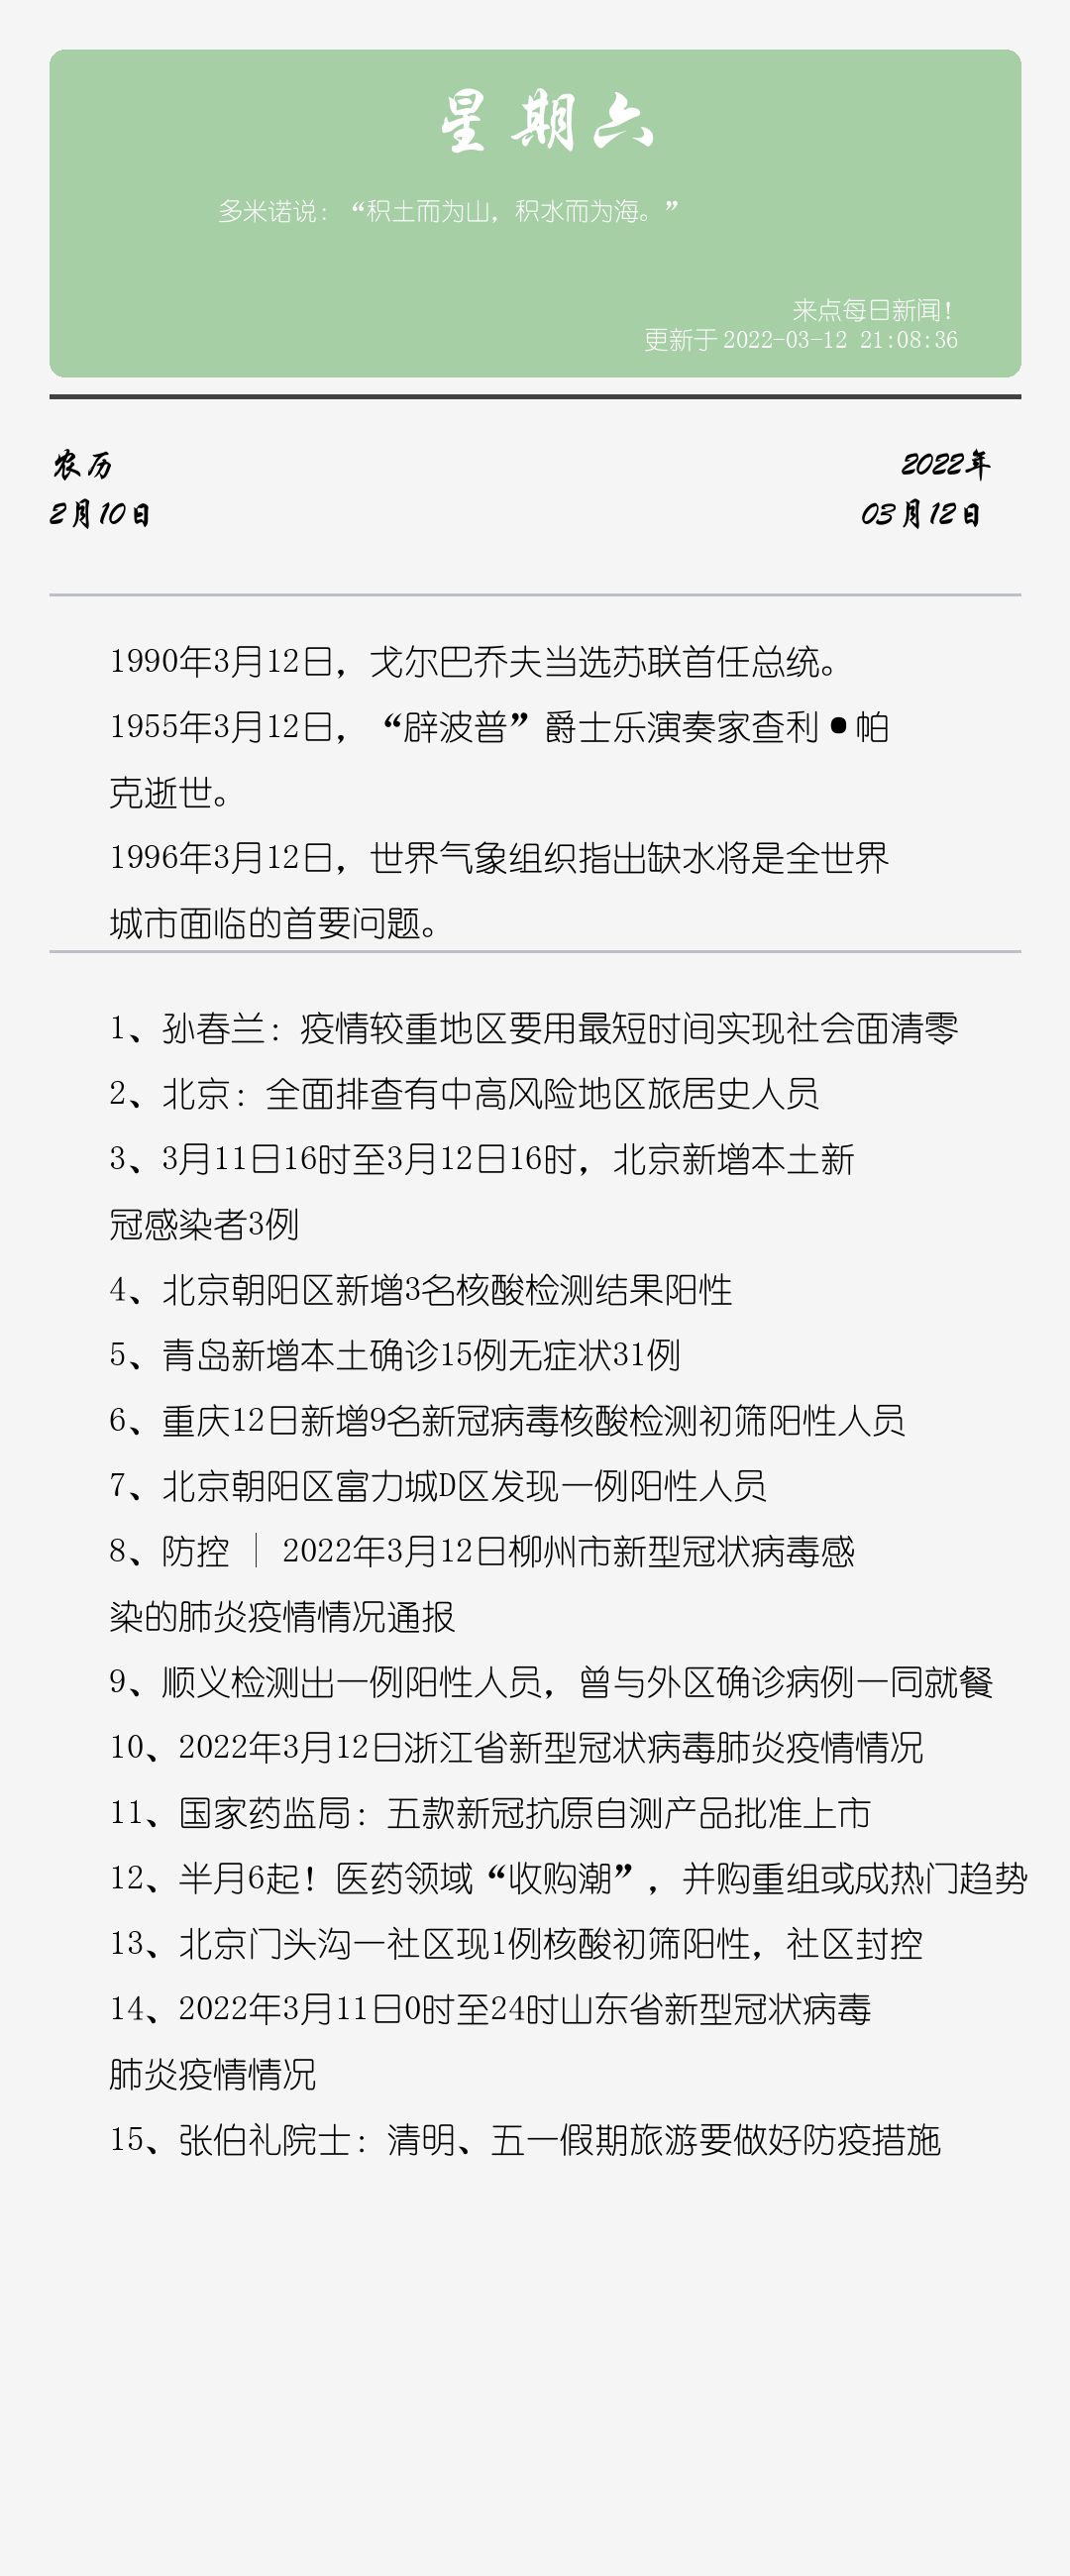 星期六
多米诺说：“积土而为山，积水而为海。”
来点每日新闻！
更新于 2022-03-12 21:08:36
农历
2022年
2月10日
03月12日
1990年3月12日，戈尔巴乔夫当选苏联首任总统。
1955年3月12日，“辟波普”爵士乐演奏家查利•帕
克逝世。
1996年3月12日，世界气象组织指出缺水将是全世界
城市面临的首要问题。
1、孙春兰：疫情较重地区要用最短时间实现社会面清零
2、北京：全面排查有中高风险地区旅居史人员
3、3月11日16时至3月12日16时，北京新增本土新
冠感染者3例
4、北京朝阳区新增3名核酸检测结果阳性
5、青岛新增本土确诊15例无症状31例
6、重庆12日新增9名新冠病毒核酸检测初筛阳性人员
7、北京朝阳区富力城D区发现一例阳性人员
8、防控 ｜ 2022年3月12日柳州市新型冠状病毒感
染的肺炎疫情情况通报
9、顺义检测出一例阳性人员，曾与外区确诊病例一同就餐
10、2022年3月12日浙江省新型冠状病毒肺炎疫情情况
11、国家药监局：五款新冠抗原自测产品批准上市
12、半月6起！医药领域“收购潮”，并购重组或成热门趋势
13、北京门头沟一社区现1例核酸初筛阳性，社区封控
14、2022年3月11日0时至24时山东省新型冠状病毒
肺炎疫情情况
15、张伯礼院士：清明、五一假期旅游要做好防疫措施